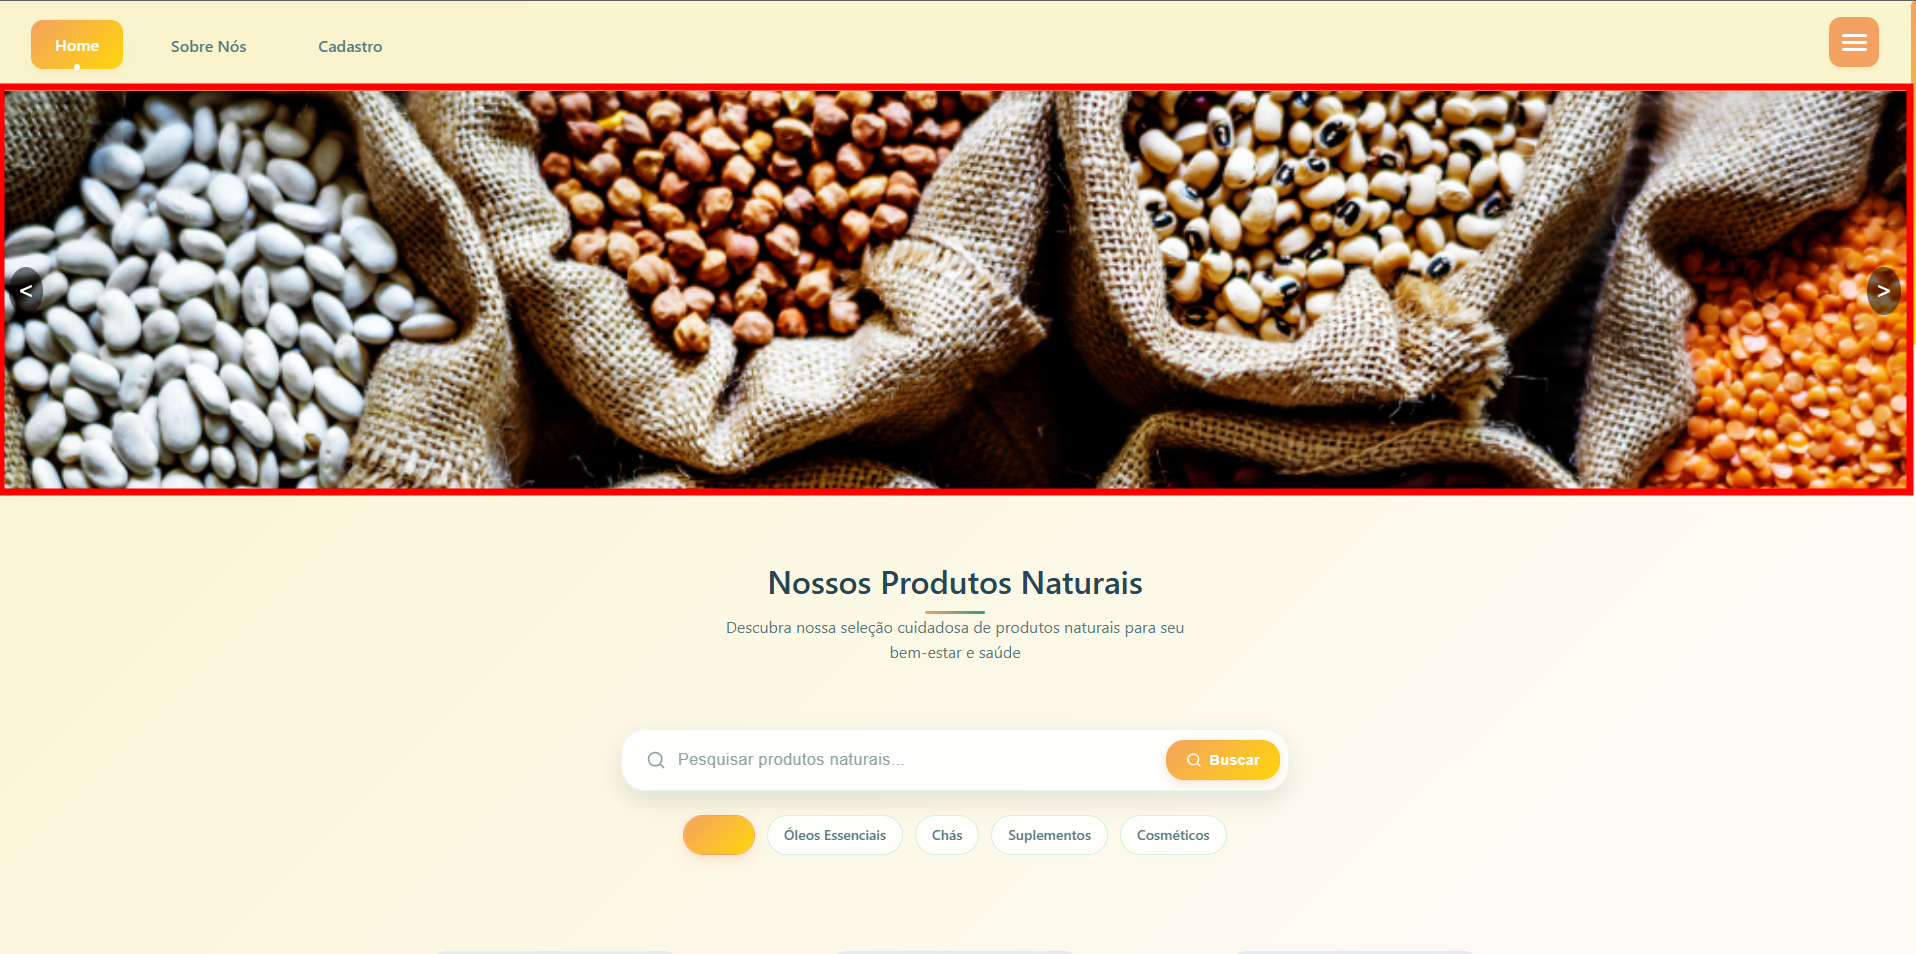 Home
Sobre Nós
Cadastro
<
>
Nossos Produtos Naturais
Descubra nossa seleção cuidadosa de produtos naturais para seu
bem-estar e saúde
Pesquisar produtos naturais...
Buscar
Óleos Essenciais
Chás
Suplementos
Cosméticos